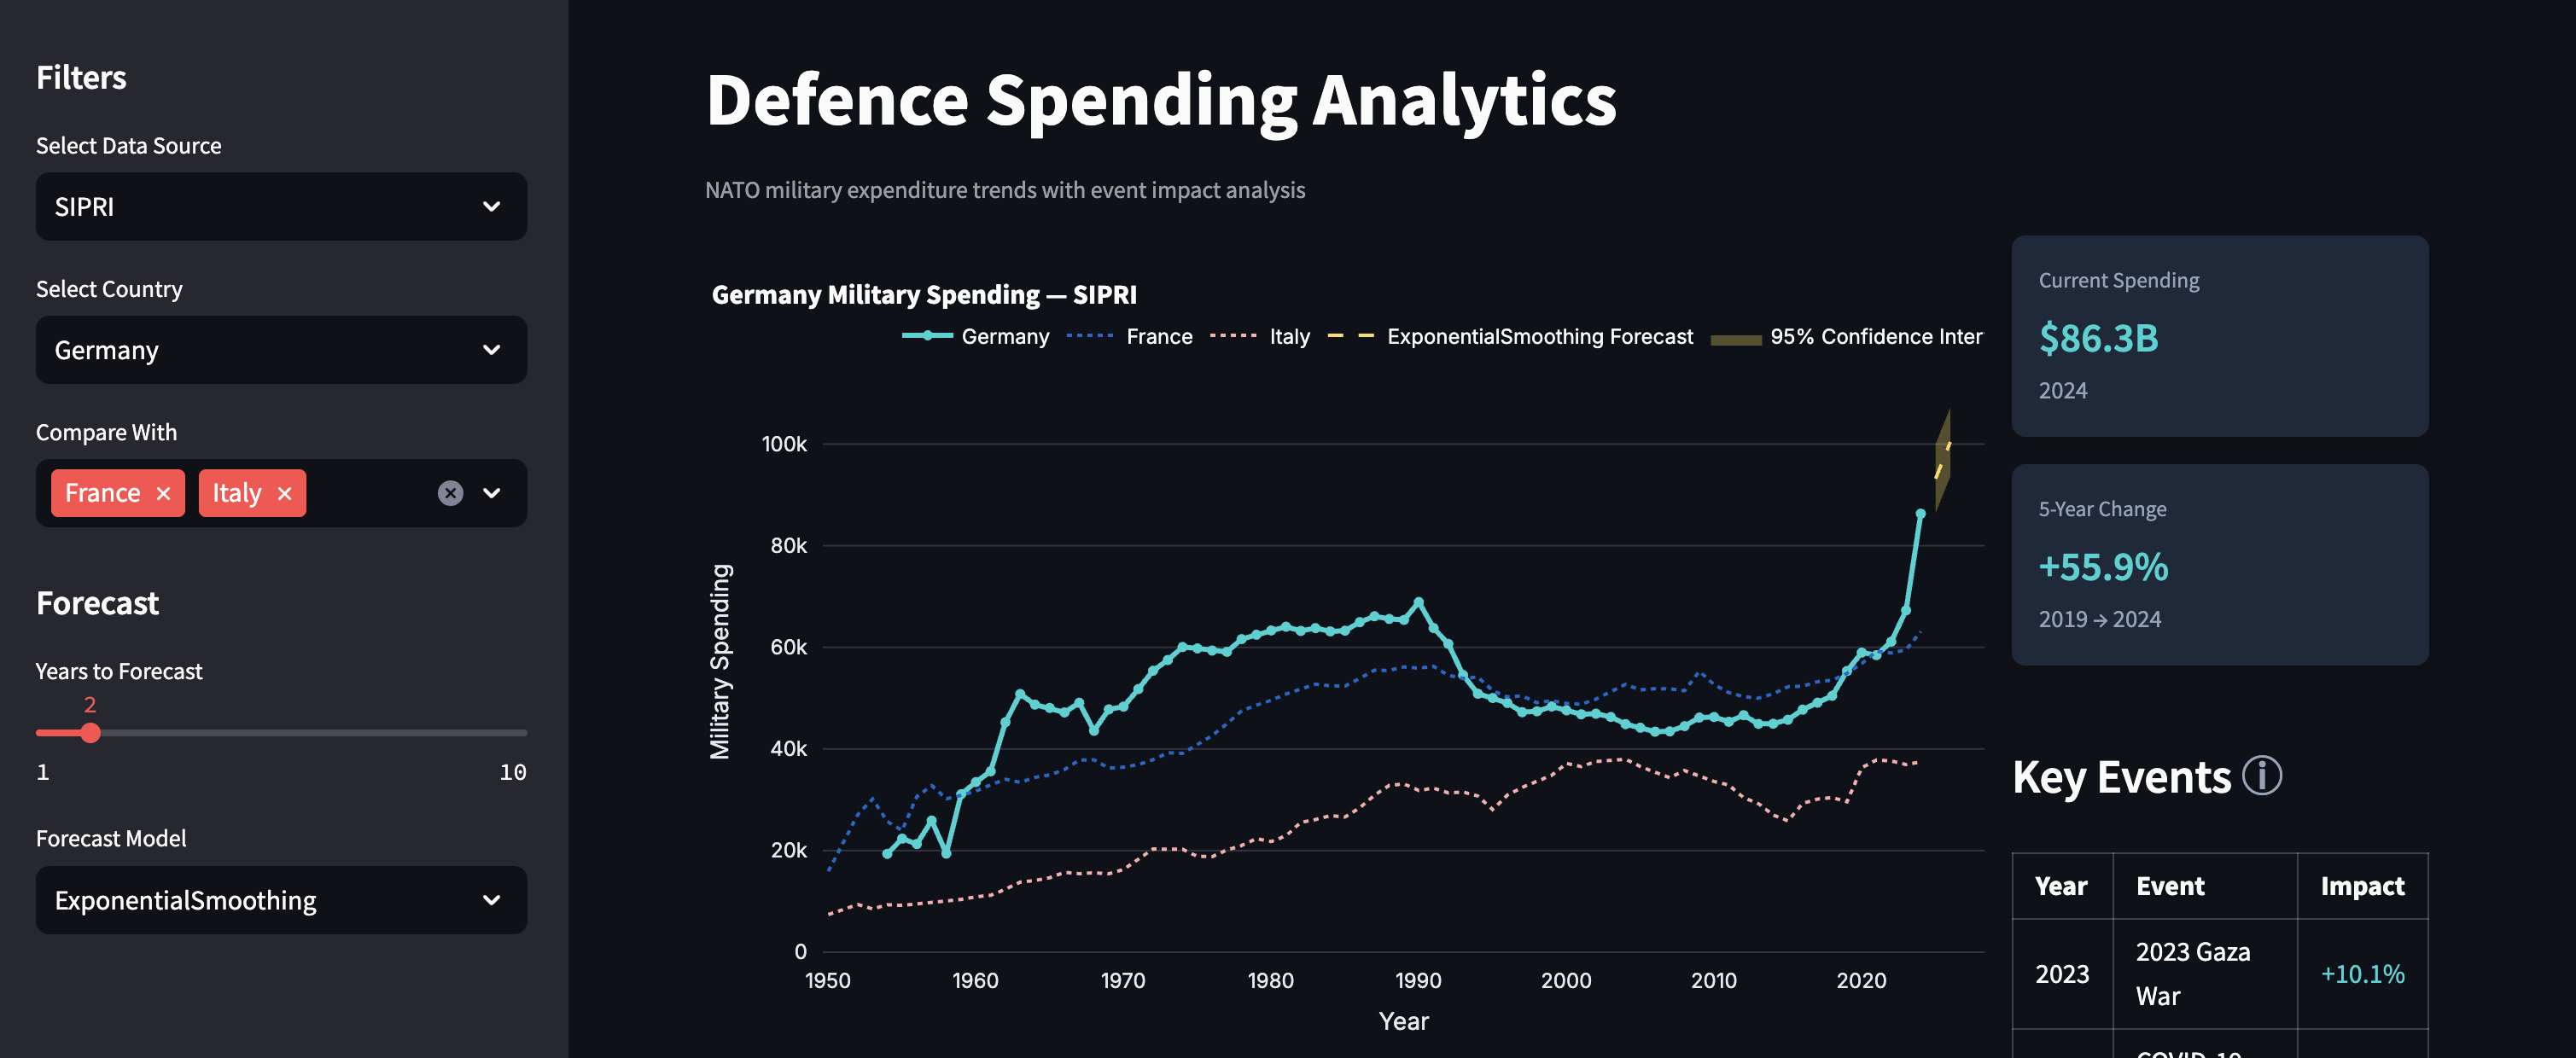 Filters
Select Data Source
SIPRI
Select Country
Germany
Compare With
France × Italy ×
Forecast
Years to Forecast
2
1 10
Forecast Model
ExponentialSmoothing
Defence Spending Analytics
NATO military expenditure trends with event impact analysis
Germany Military Spending — SIPRI
Germany France Italy ExponentialSmoothing Forecast 95% Confidence Inter
100k
80k
60k
40k
20k
0
Military Spending
1950 1960 1970 1980 1990 2000 2010 2020
Year
Current Spending
$86.3B
2024
5-Year Change
+55.9%
2019 → 2024
Key Events ⓘ
Year Event Impact
2023 2023 Gaza War +10.1%
COVID-19